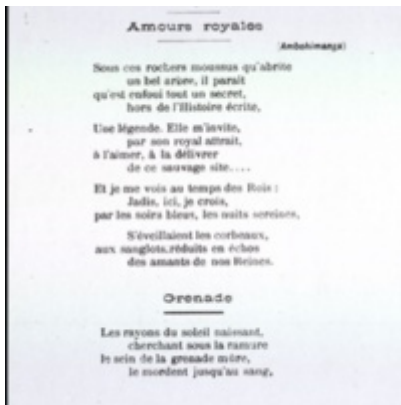 Amours royales
(Ambohimanga)
Sous ces rochers moussus qu'abrite
un bel arbre, il paraît
qu'est enfoui tout un secret,
hors de l'Histoire écrite,
Une légende. Elle m'invite,
par son royal attrait,
à l'aimer, à la délivrer
de ce sauvage site....
Et je me vois au temps des Rois :
Jadis, ici, je crois,
par les soirs bleus, les nuits sereines,
S'éveillaient les corbeaux,
aux sanglots réduits en échos
des amants de nos Reines.
Grenade
Les rayons du soleil naissant,
cherchant sous la ramure
le sein de la grenade mûre,
le mordent jusqu'au sang,